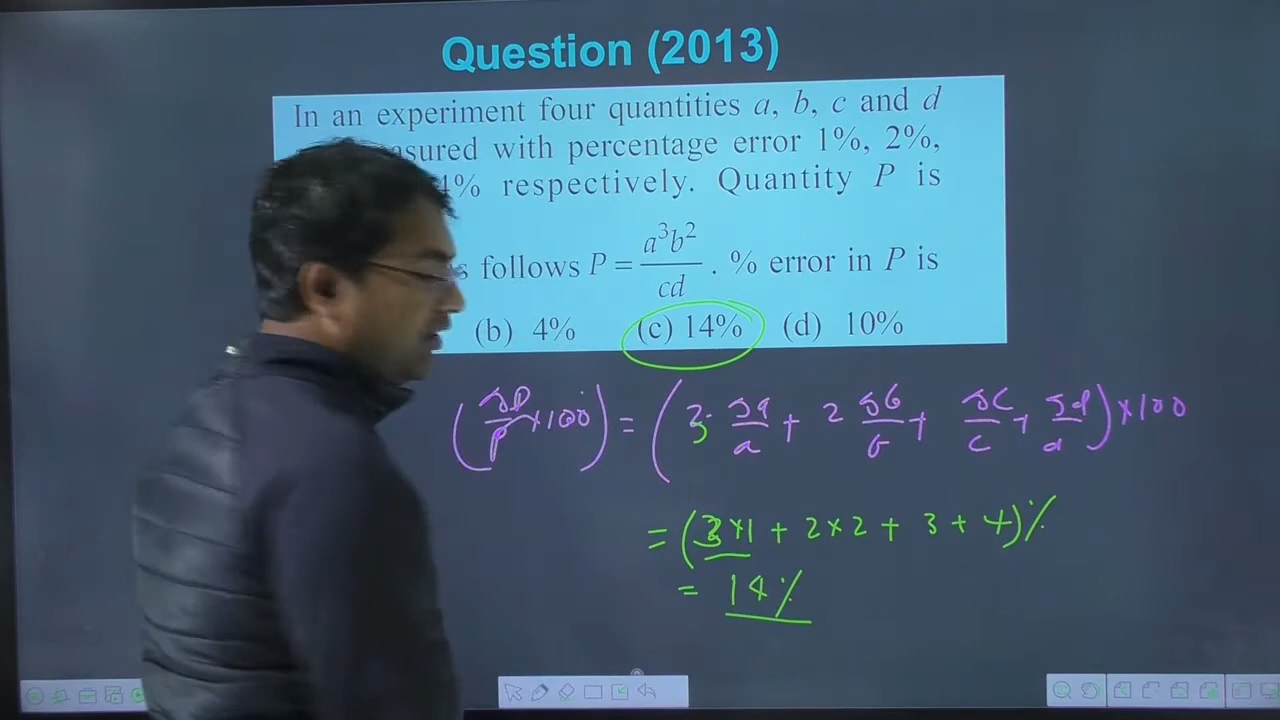 Question (2013)
In an experiment four quantities a, b, c and d
asured with percentage error 1%, 2%,
4% respectively. Quantity P is
s follows P = a³b²/cd . % error in P is
(b) 4% (c) 14% (d) 10%
(δP/P × 100) = (3 δa/a + 2 δb/b + δc/c + δd/d) × 100
= (3×1 + 2×2 + 3 + 4)%
= 14%